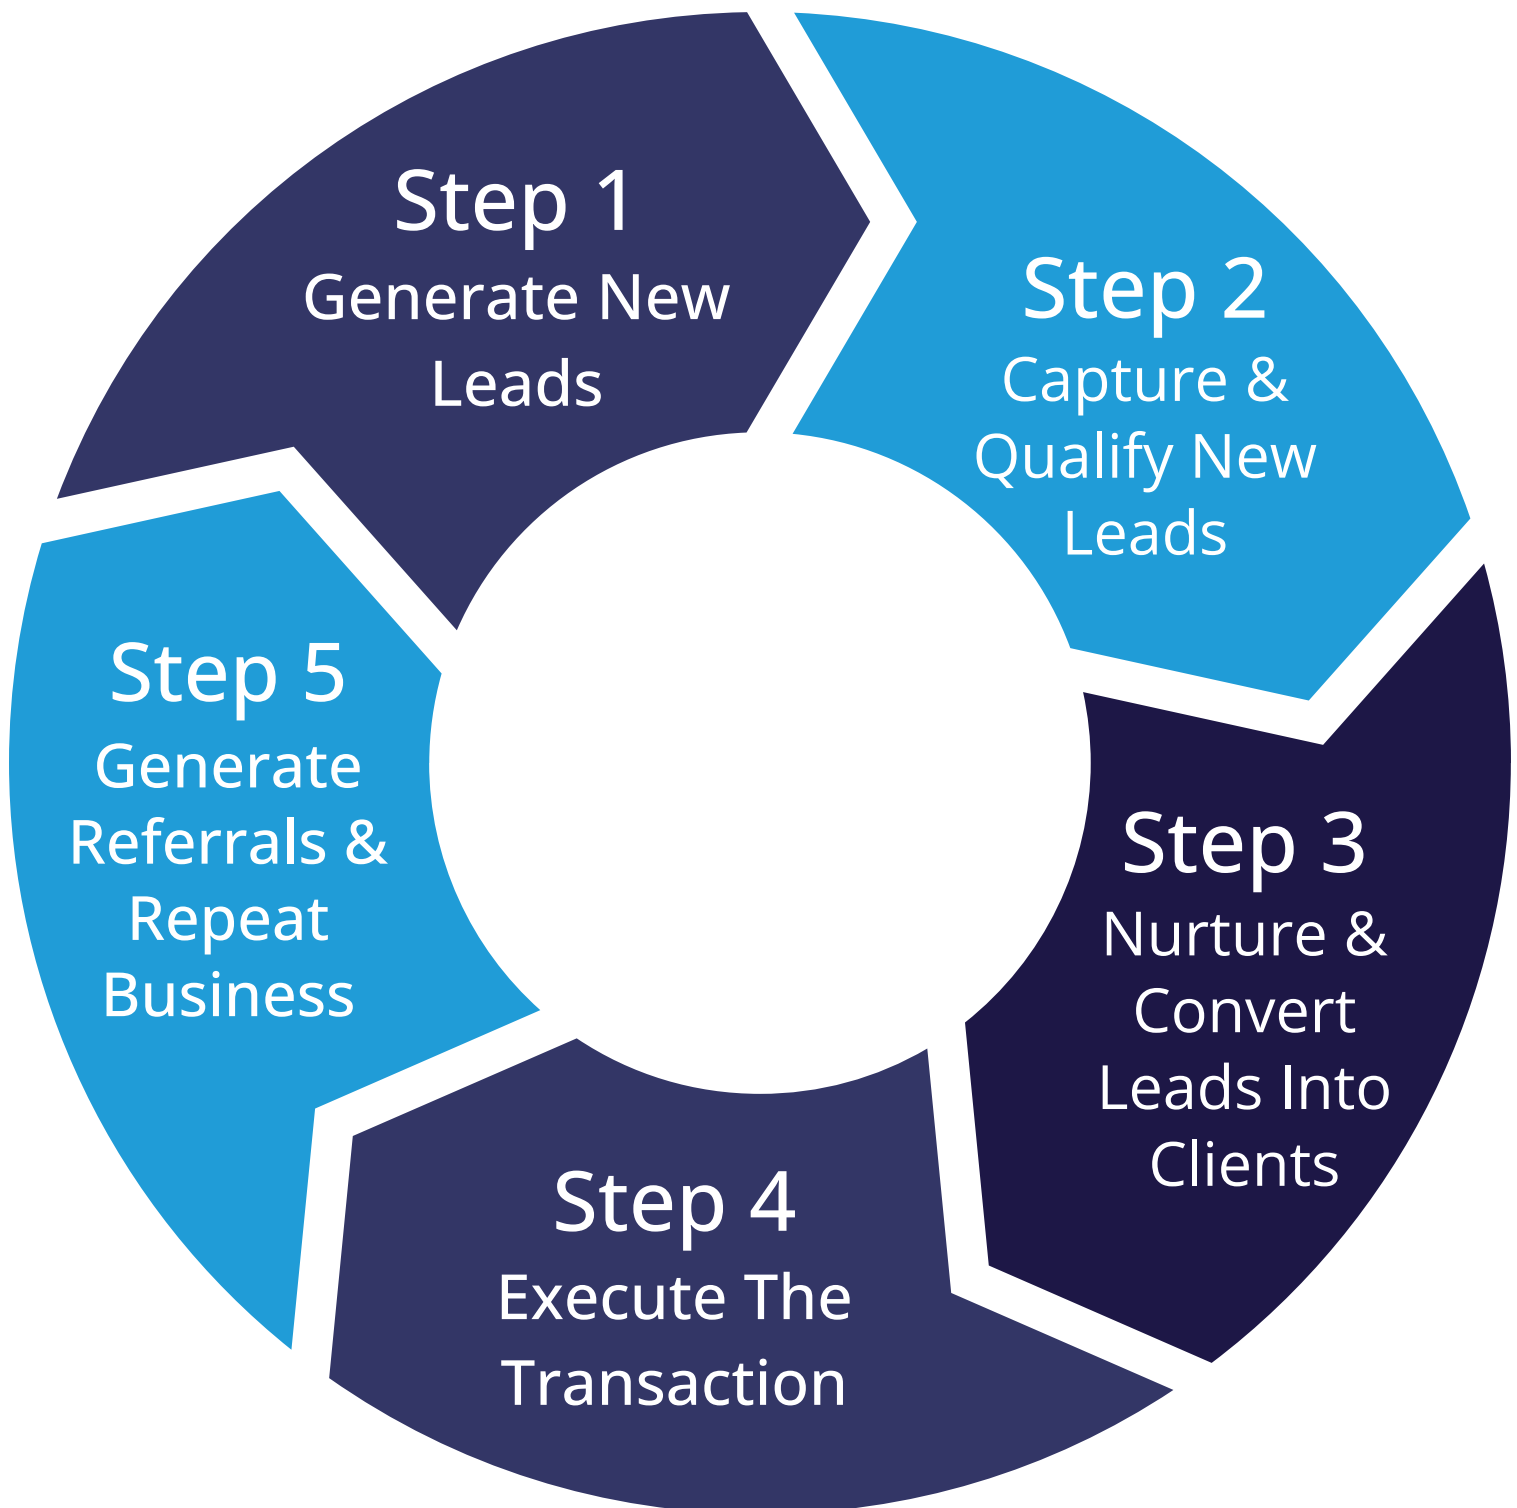 Step 1
Generate New
Leads
Step 2
Capture &
Qualify New
Leads
Step 3
Nurture &
Convert
Leads Into
Clients
Step 4
Execute The
Transaction
Step 5
Generate
Referrals &
Repeat
Business